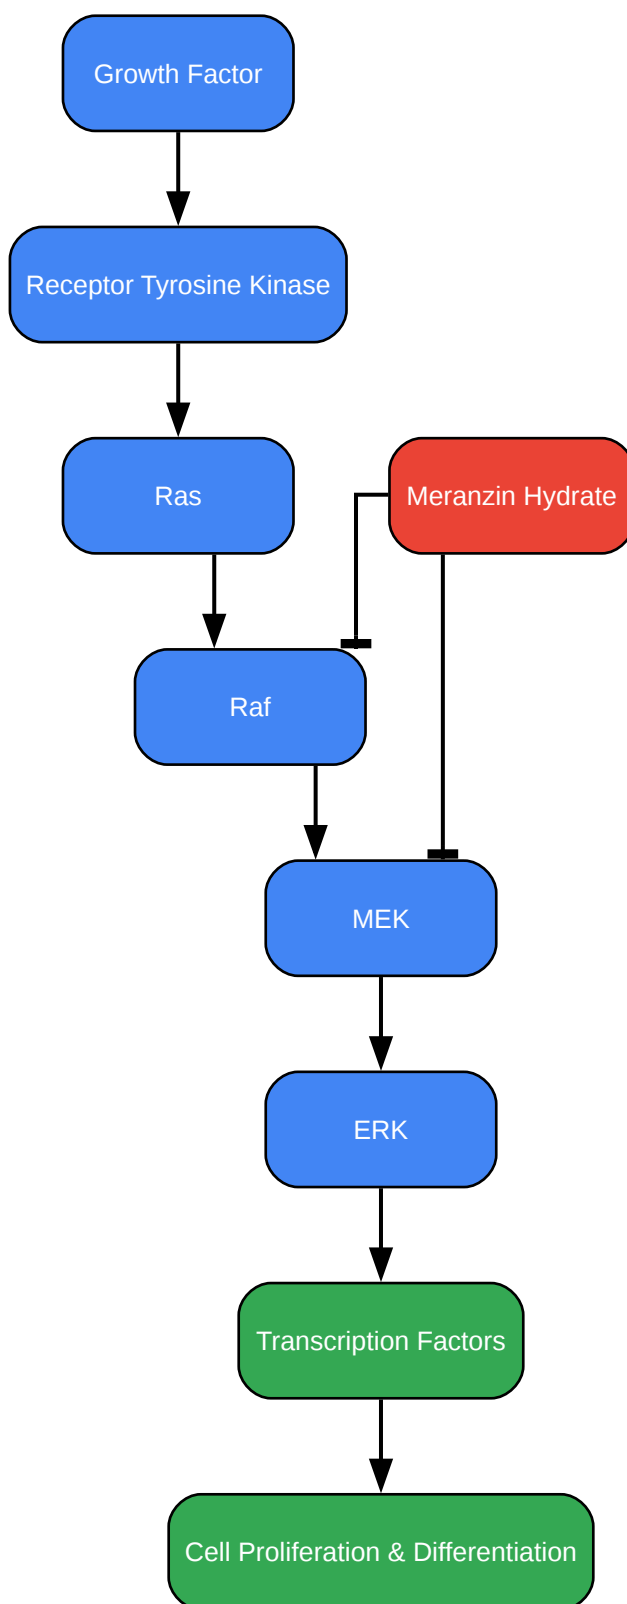 Growth Factor
Receptor Tyrosine Kinase
Ras
Meranzin Hydrate
Raf
MEK
ERK
Transcription Factors
Cell Proliferation & Differentiation